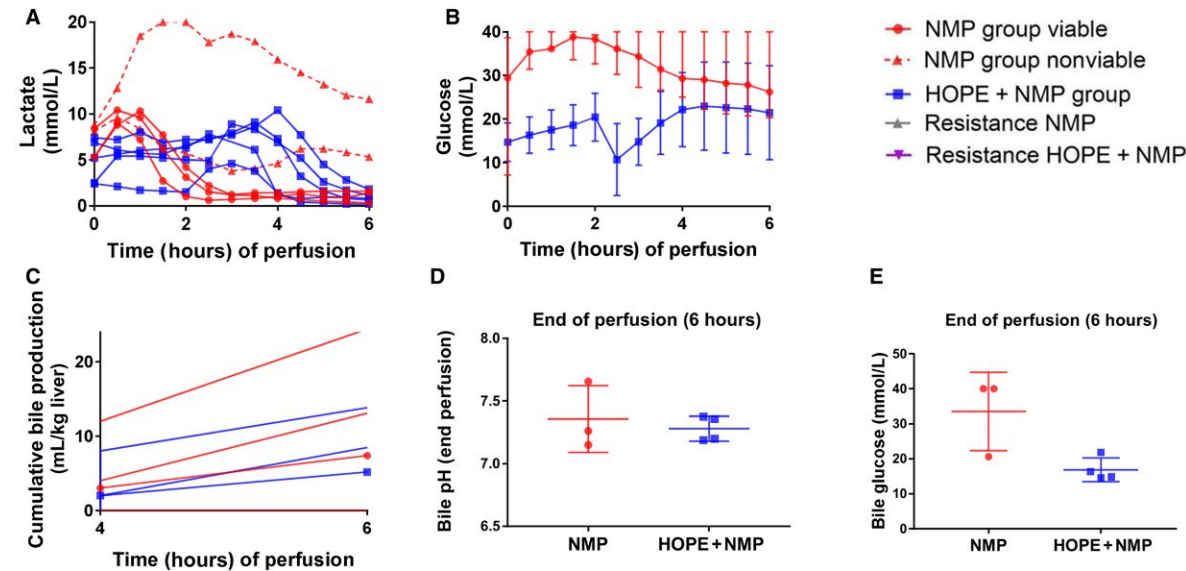 A
20
15
10
5
0
Lactate
(mmol/L)
0 2 4 6
Time (hours) of perfusion
B
40
30
20
10
0
Glucose
(mmol/L)
0 2 4 6
Time (hours) of perfusion
NMP group viable
NMP group nonviable
HOPE + NMP group
Resistance NMP
Resistance HOPE + NMP
C
20
10
0
Cumulative bile production
(mL/kg liver)
4 6
Time (hours) of perfusion
D
End of perfusion (6 hours)
8.0
7.5
7.0
6.5
Bile pH (end perfusion)
NMP HOPE+NMP
E
End of perfusion (6 hours)
50
40
30
20
10
0
Bile glucose (mmol/L)
NMP HOPE+NMP